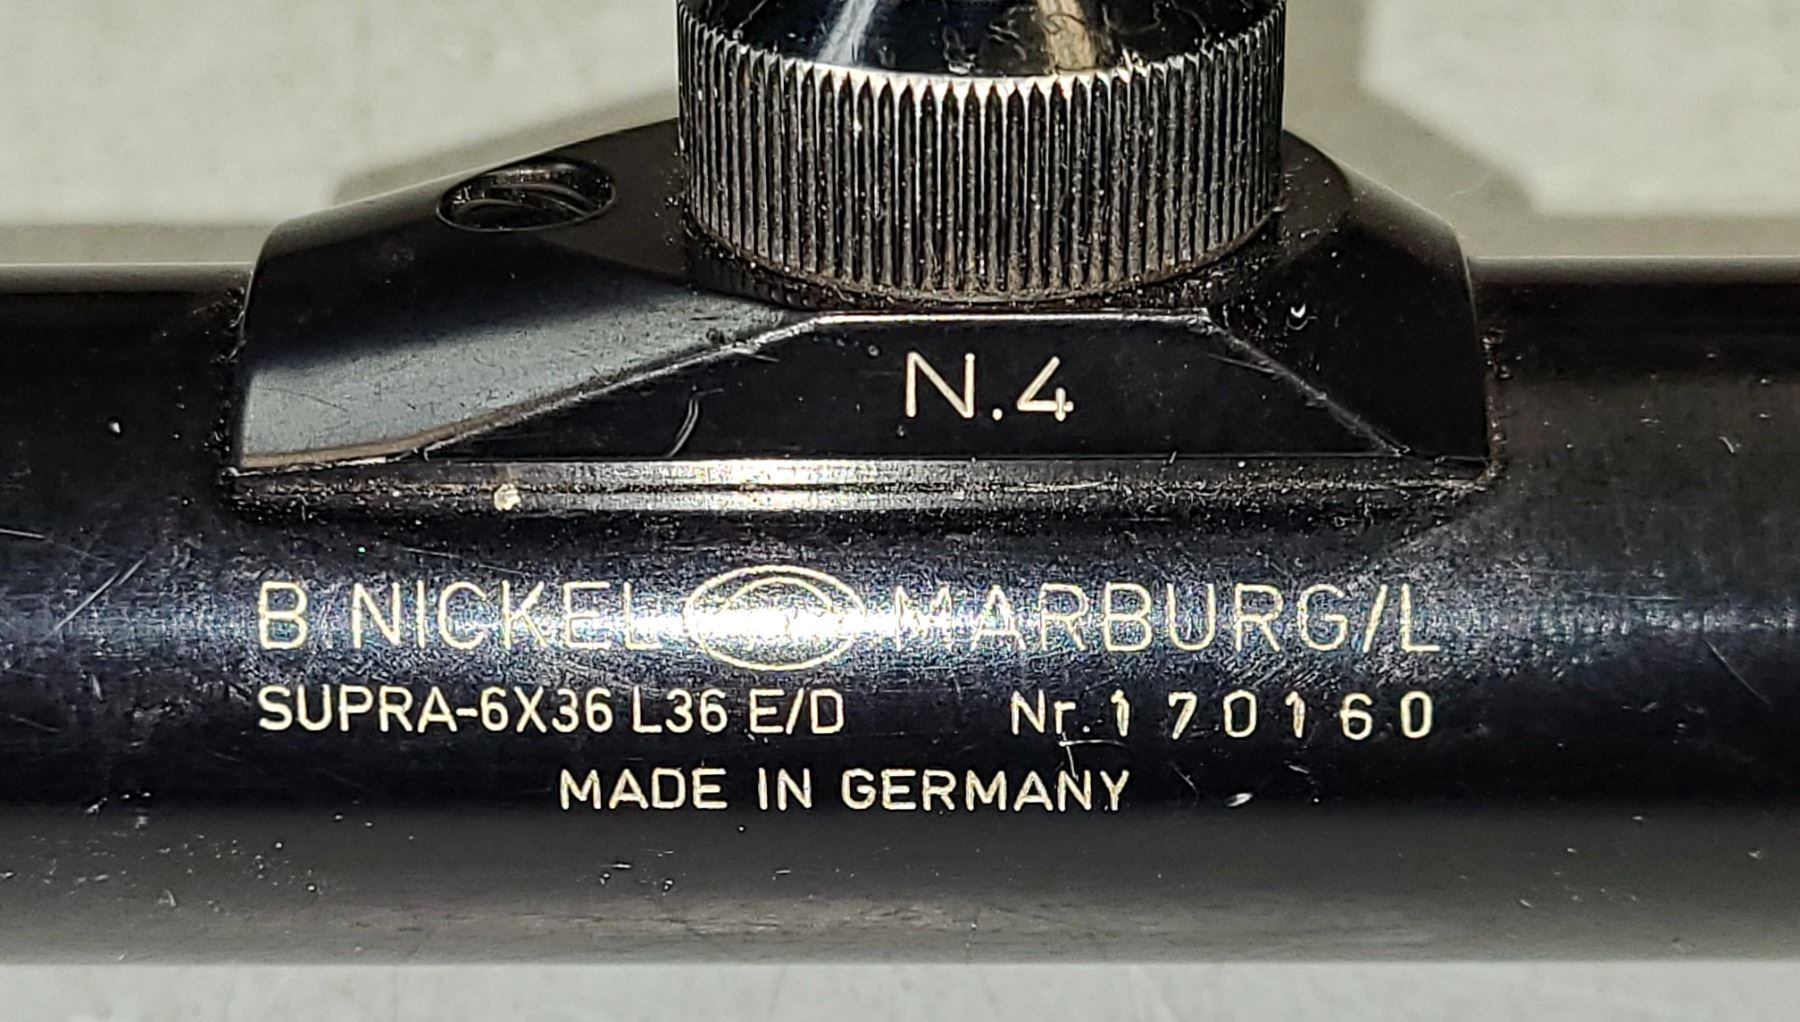 N.4
B. NICKEL MARBURG/L
SUPRA-6X36 L36 E/D Nr. 170160
MADE IN GERMANY